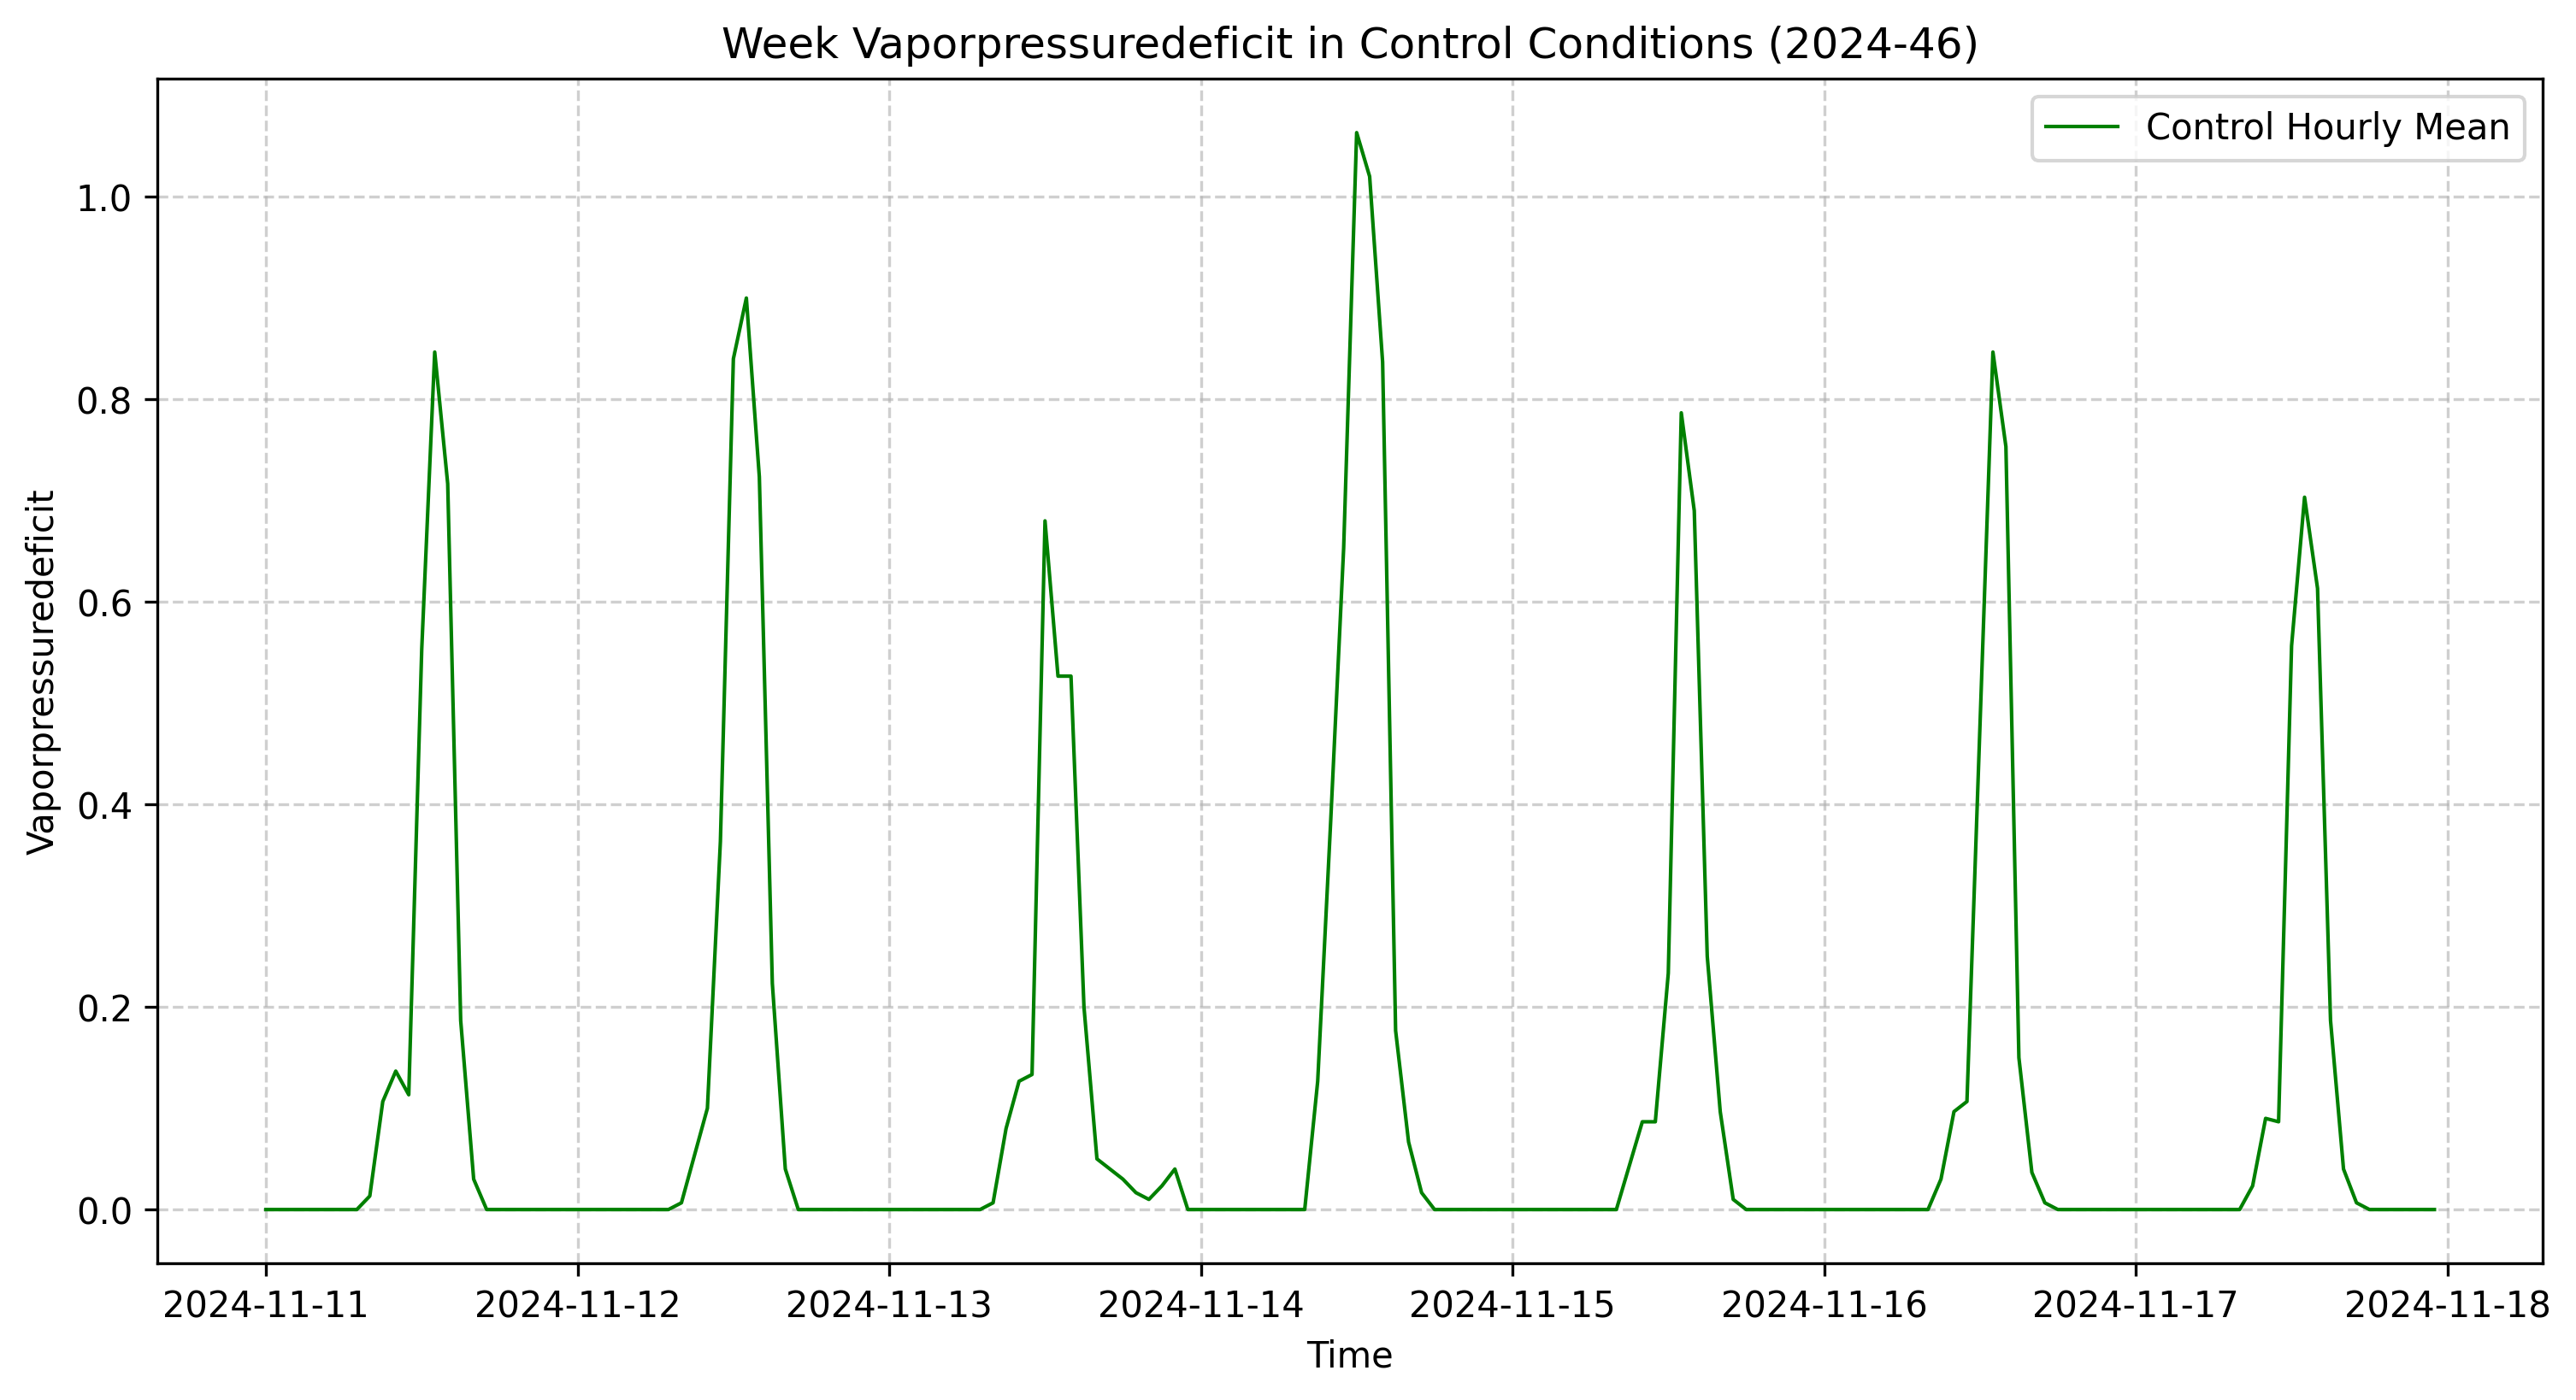 Week Vaporpressuredeficit in Control Conditions (2024-46)
Control Hourly Mean
Vaporpressuredeficit
1.0
0.8
0.6
0.4
0.2
0.0
2024-11-11 2024-11-12 2024-11-13 2024-11-14 2024-11-15 2024-11-16 2024-11-17 2024-11-18
Time